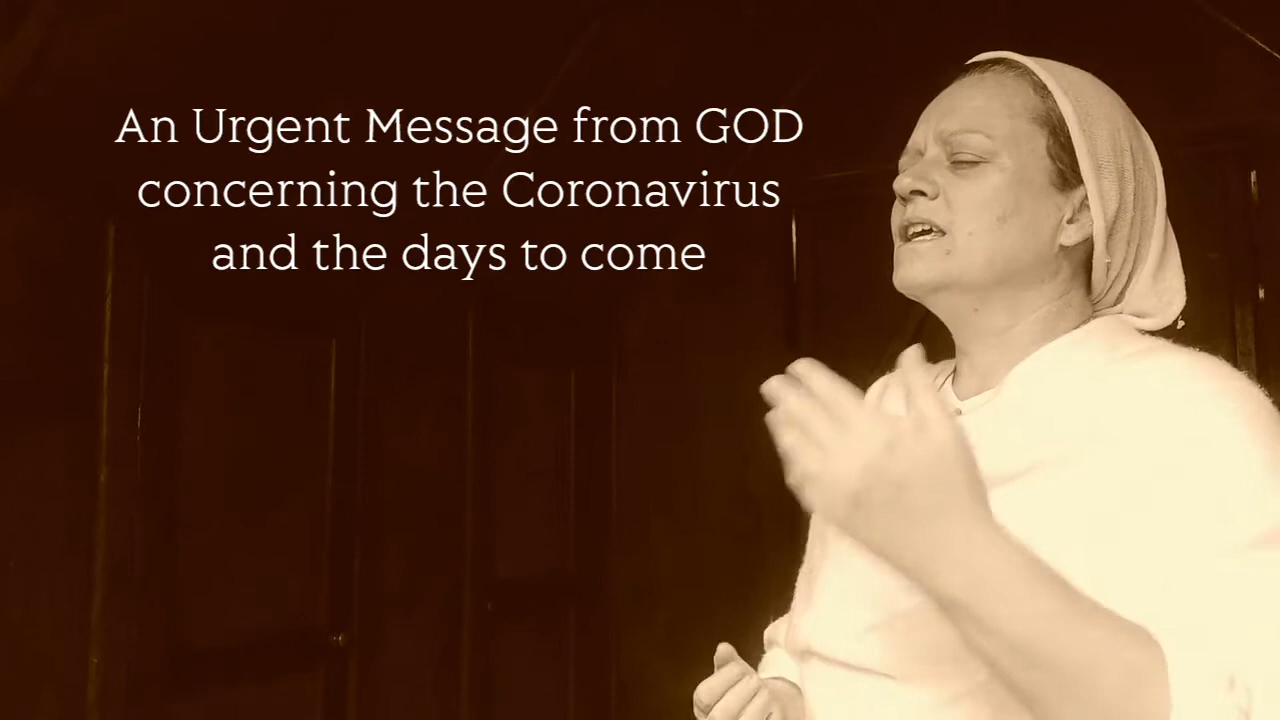 An Urgent Message from GOD
concerning the Coronavirus
and the days to come